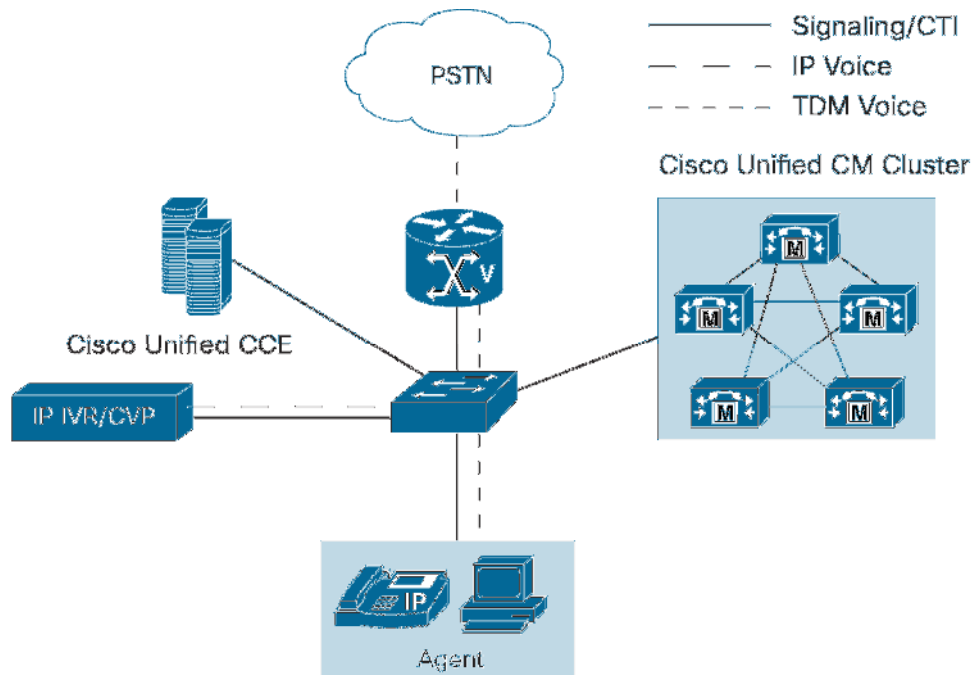 PSTN
Signaling/CTI
IP Voice
TDM Voice
Cisco Unified CM Cluster
M
M
M
M
M
V
Cisco Unified CCE
IP IVR/CVP
IP
Agent